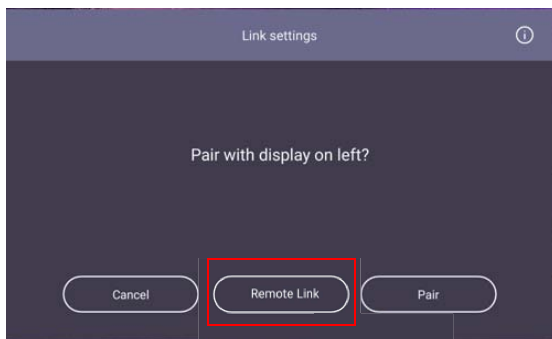 Link settings
Pair with display on left?
Cancel
Remote Link
Pair